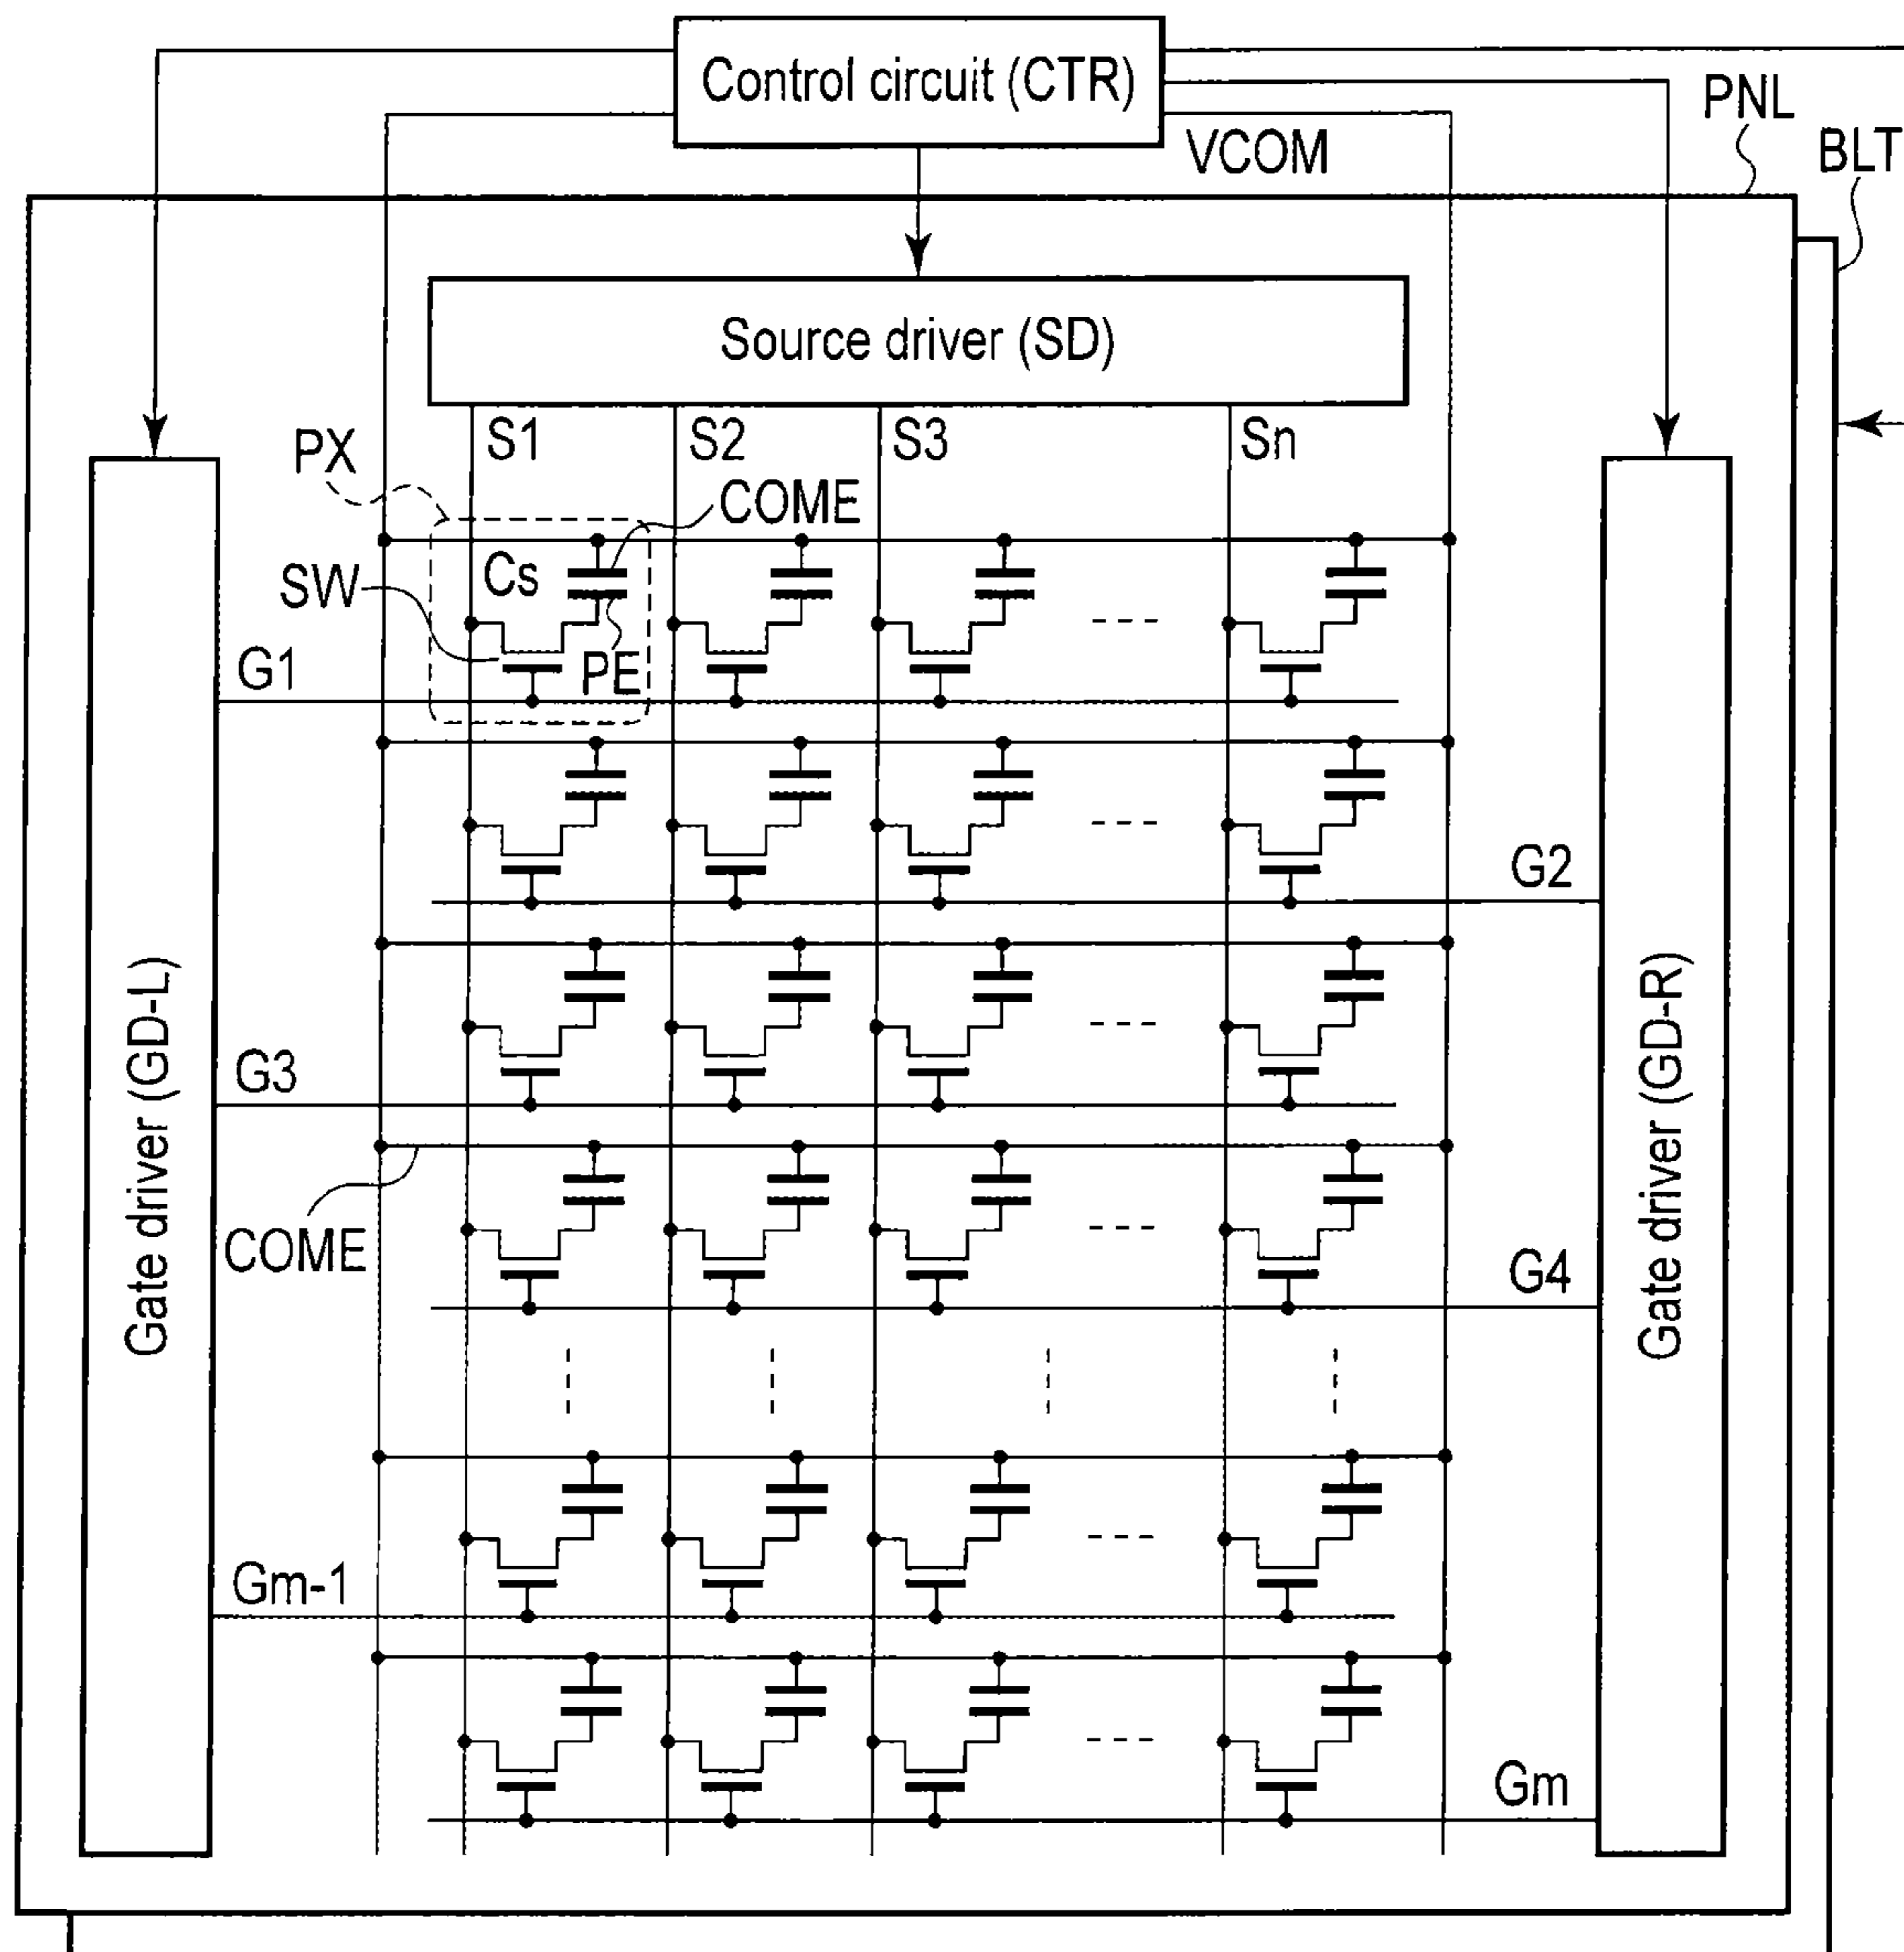 Control circuit (CTR)
VCOM
PNL
BLT
Source driver (SD)
S1
S2
S3
Sn
PX
COME
Cs
SW
PE
G1
G2
Gate driver (GD-L)
Gate driver (GD-R)
G3
COME
G4
Gm-1
Gm